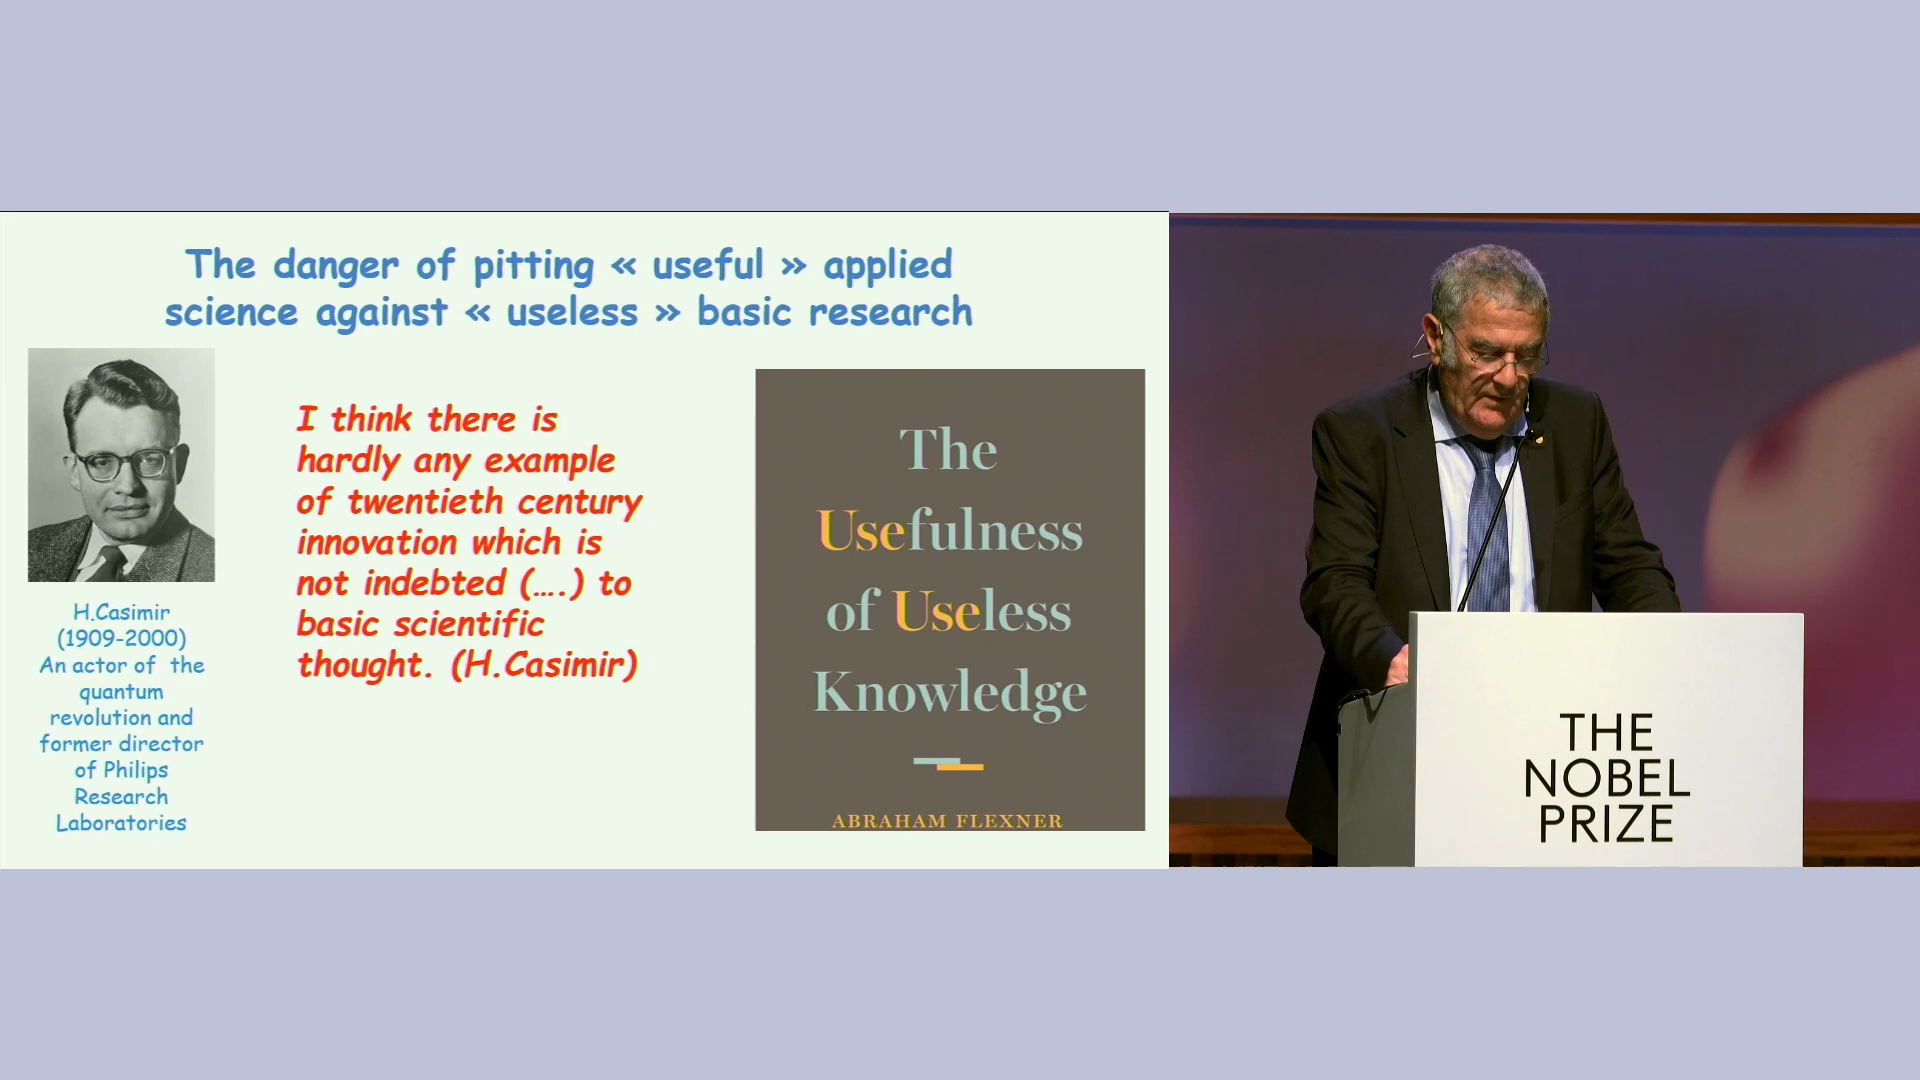 The danger of pitting « useful » applied
science against « useless » basic research
H.Casimir
(1909-2000)
An actor of the
quantum
revolution and
former director
of Philips
Research
Laboratories
I think there is
hardly any example
of twentieth century
innovation which is
not indebted (....) to
basic scientific
thought. (H.Casimir)
The
Usefulness
of Useless
Knowledge
ABRAHAM FLEXNER
THE
NOBEL
PRIZE